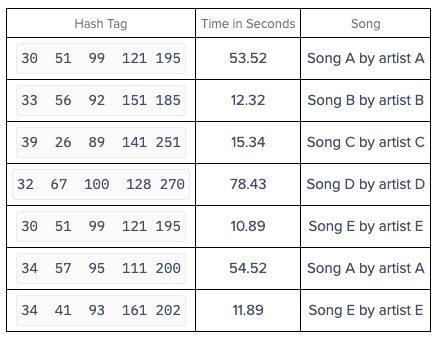 Hash Tag Time in Seconds Song
30 51 99 121 195 53.52 Song A by artist A
33 56 92 151 185 12.32 Song B by artist B
39 26 89 141 251 15.34 Song C by artist C
32 67 100 128 270 78.43 Song D by artist D
30 51 99 121 195 10.89 Song E by artist E
34 57 95 111 200 54.52 Song A by artist A
34 41 93 161 202 11.89 Song E by artist E